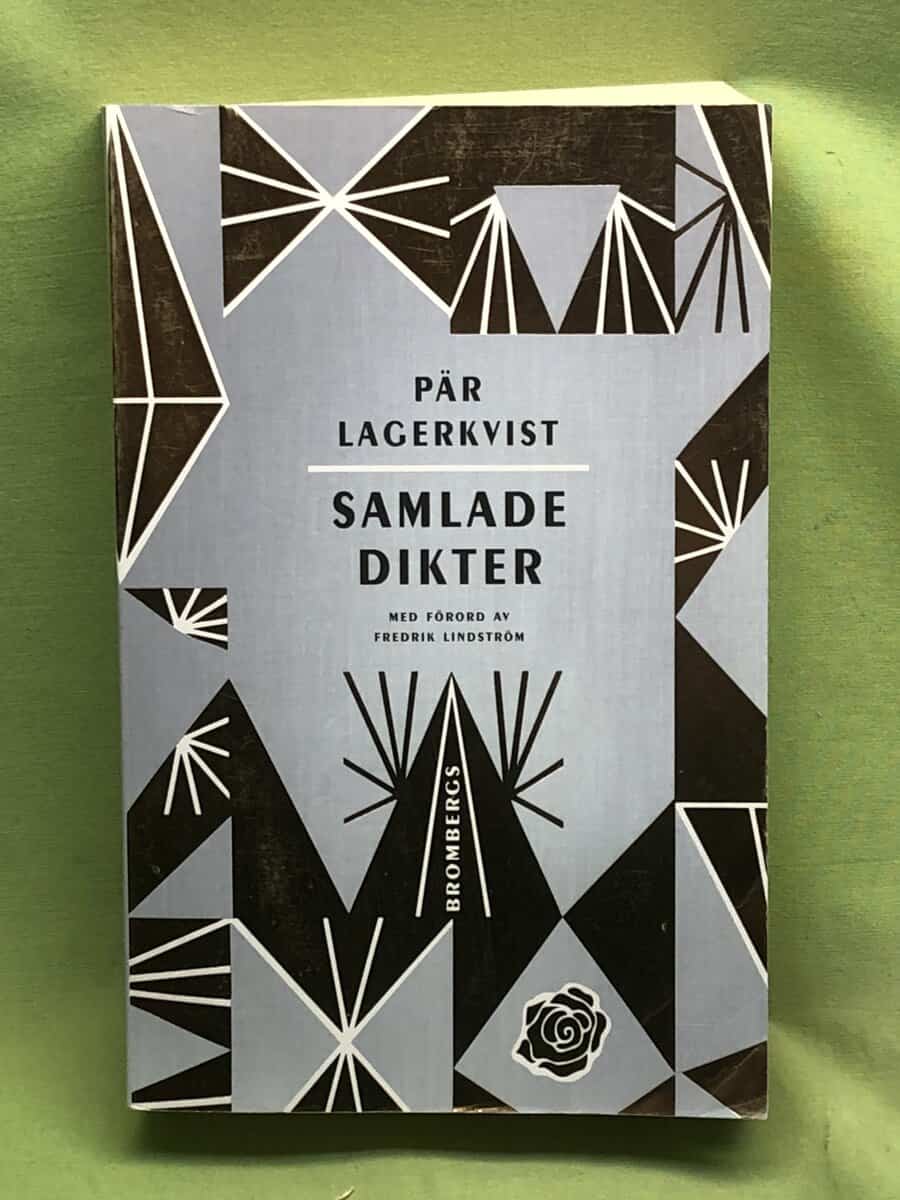 PÄR
LAGERKVIST
SAMLADE
DIKTER
MED FÖRORD AV
FREDRIK LINDSTRÖM
BROMBERGS